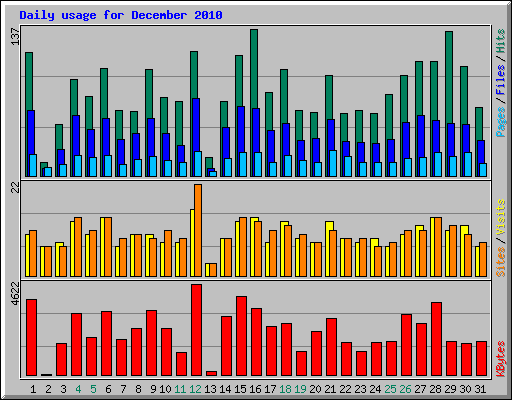 Daily usage for December 2010
137
Pages / Files / Hits
22
Sites / Visits
4622
KBytes
1 2 3 4 5 6 7 8 9 10 11 12 13 14 15 16 17 18 19 20 21 22 23 24 25 26 27 28 29 30 31